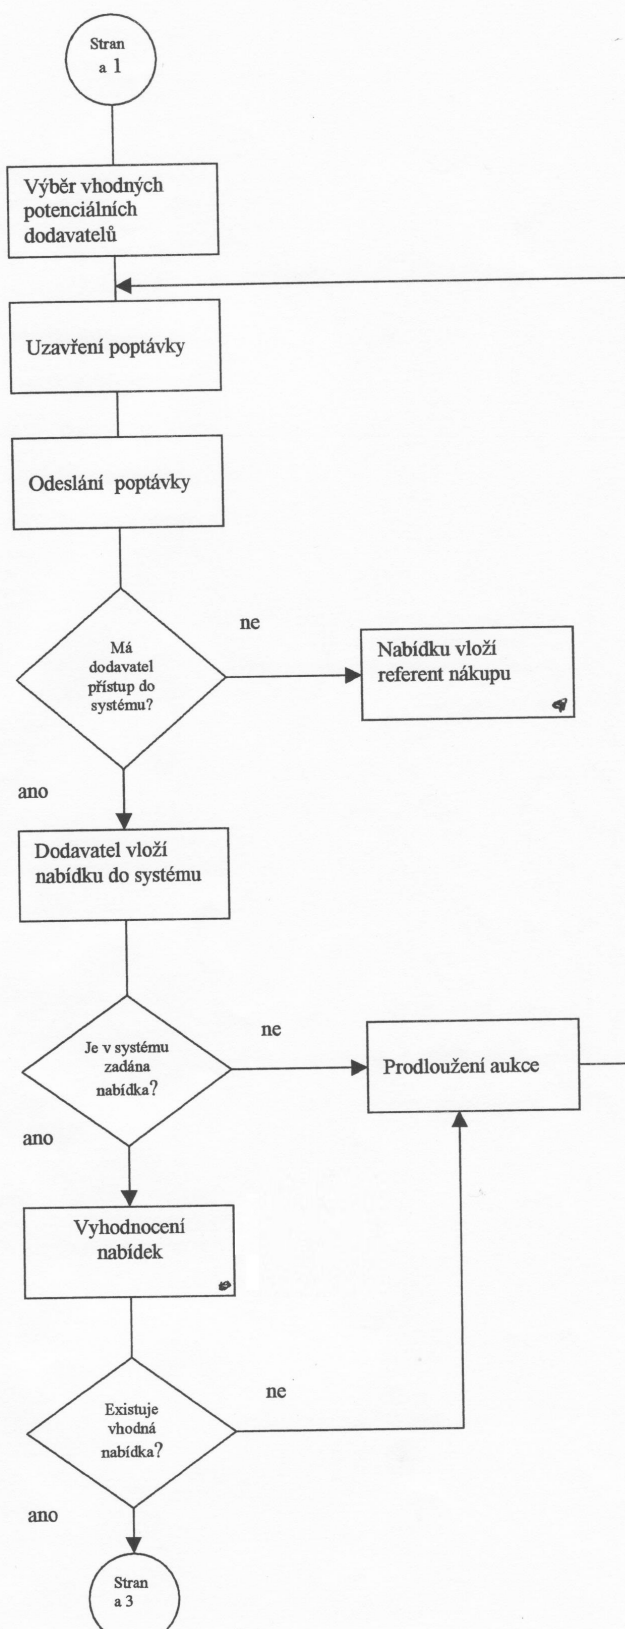 Stran
a 1
Výběr vhodných
potenciálních
dodavatelů
Uzavření poptávky
Odeslání poptávky
Má
dodavatel
přístup do
systému?
ne
Nabídku vloží
referent nákupu
ano
Dodavatel vloží
nabídku do systému
Je v systému
zadána
nabídka?
ne
Prodloužení aukce
ano
Vyhodnocení
nabídek
Existuje
vhodná
nabídka?
ne
ano
Stran
a 3